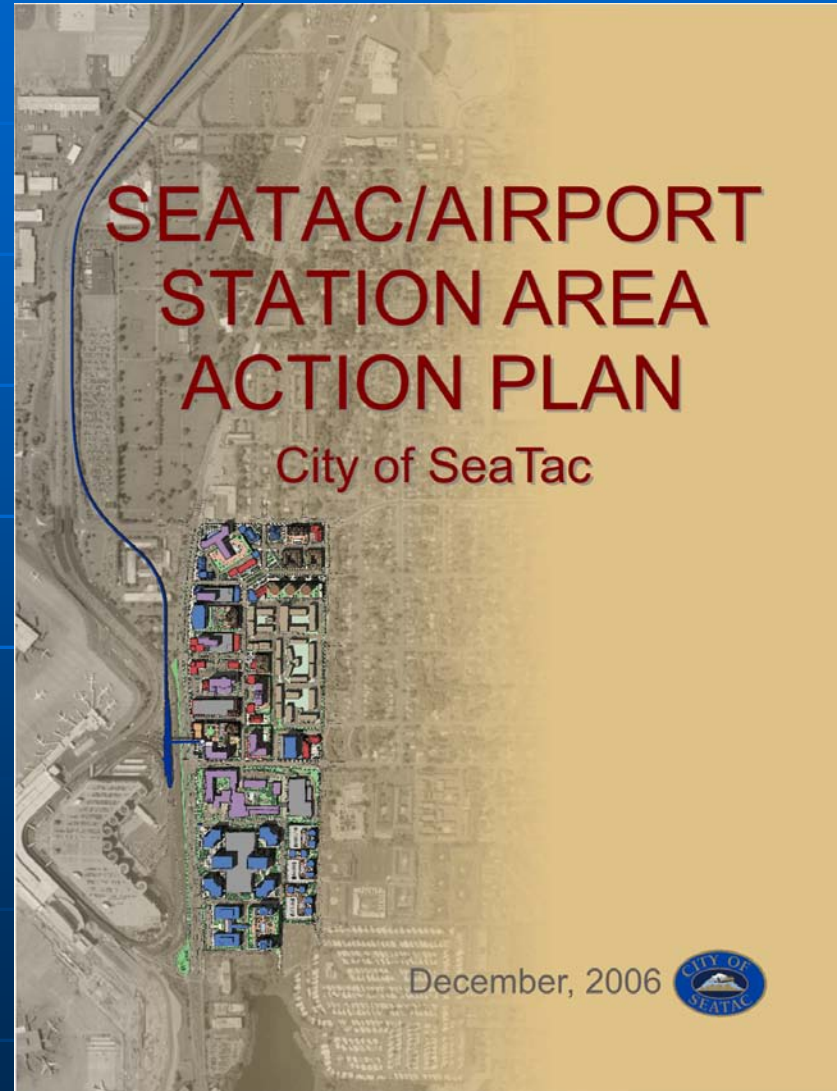 SEATAC/AIRPORT
STATION AREA
ACTION PLAN
City of SeaTac
December, 2006
CITY OF
SEATAC